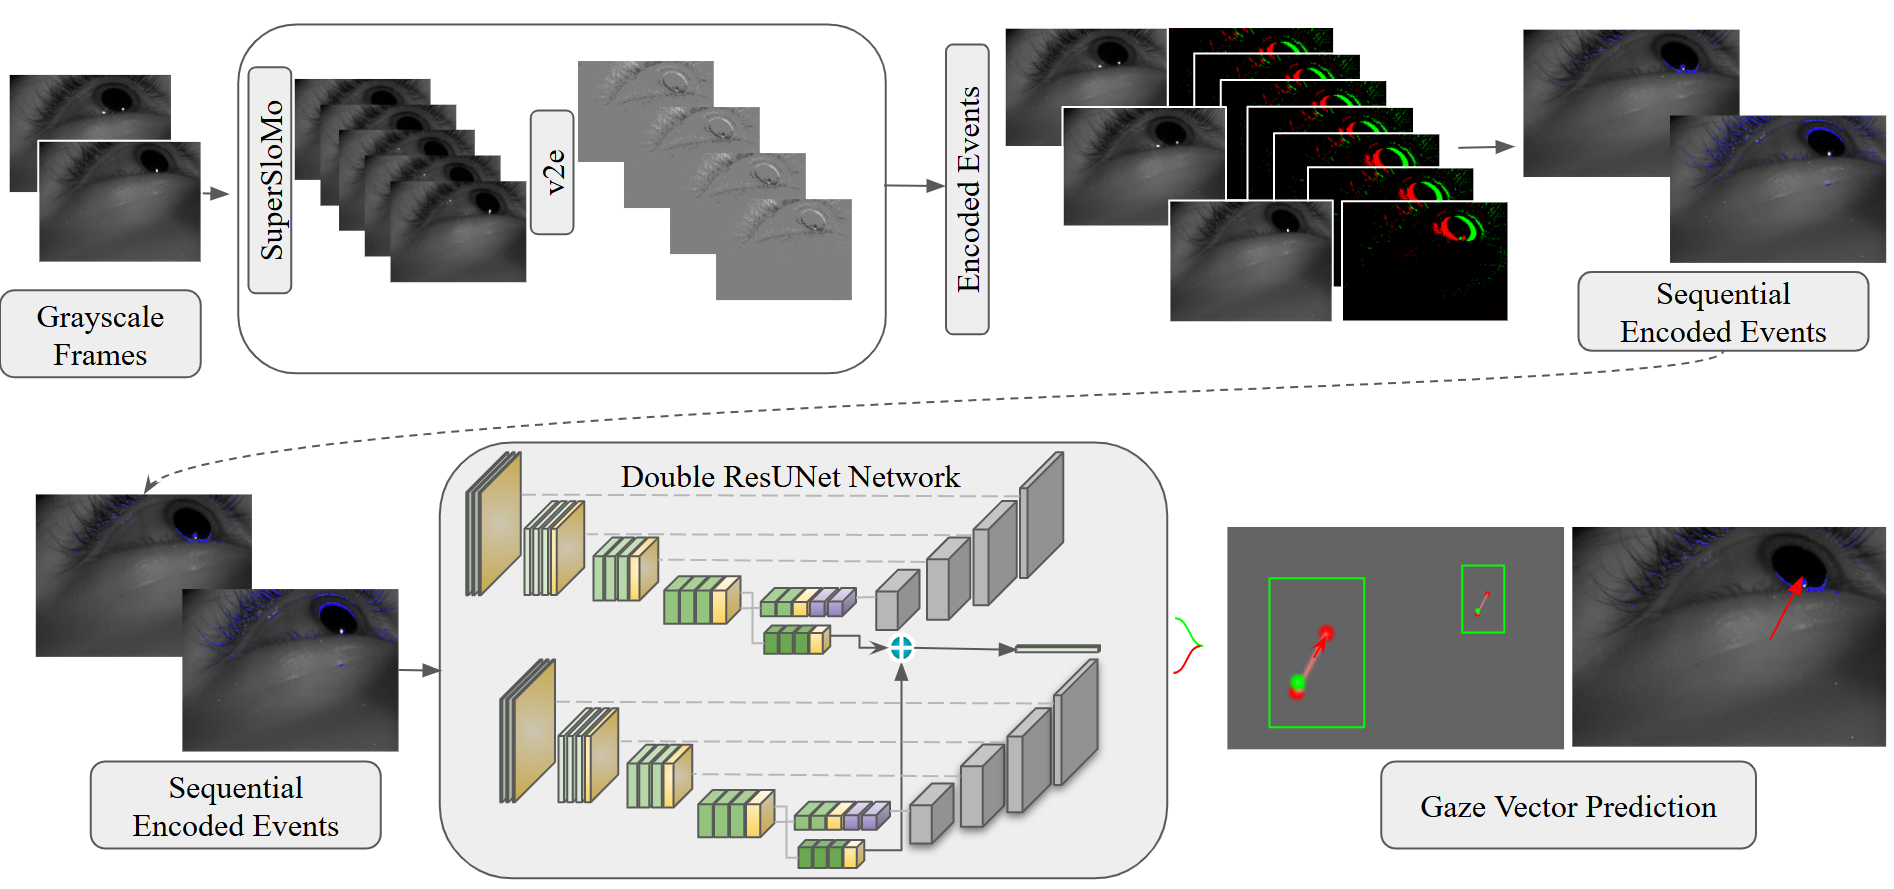 Grayscale
Frames
SuperSloMo
v2e
Encoded Events
Sequential
Encoded Events
Double ResUNet Network
Sequential
Encoded Events
Gaze Vector Prediction